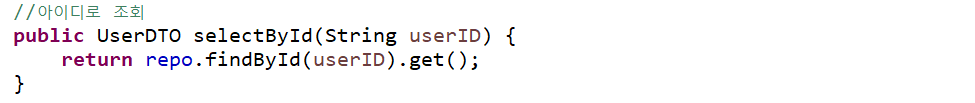 //아이디로 조회
public UserDTO selectById(String userID) {
    return repo.findById(userID).get();
}